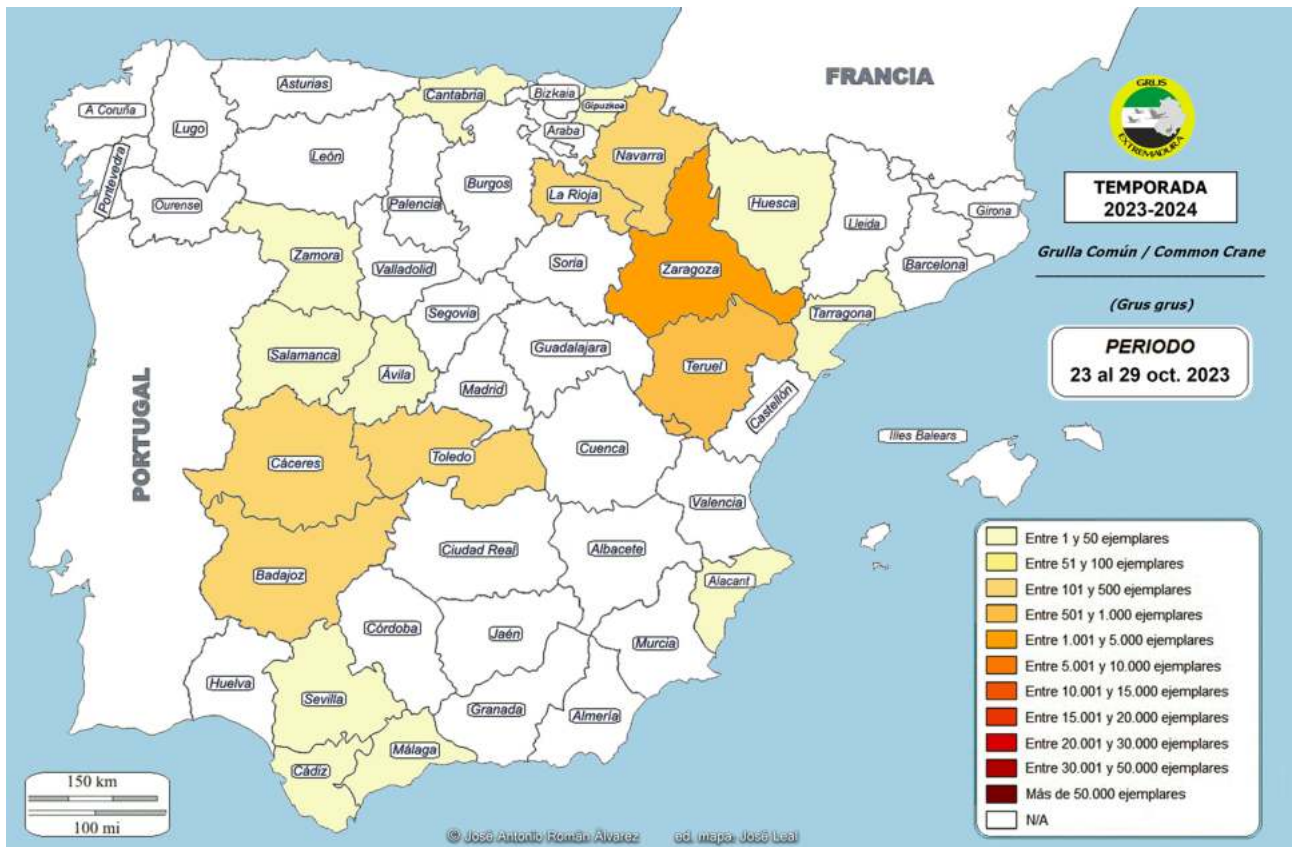 FRANCIA
GRUS
EXTREMADURA
TEMPORADA
2023-2024
Grulla Común / Common Crane
(Grus grus)
PERIODO
23 al 29 oct. 2023
A Coruña
Lugo
Asturias
Cantabria
Bizkaia
Gipuzkoa
Araba
Navarra
Pontevedra
Ourense
León
Palencia
Burgos
La Rioja
Huesca
Lleida
Girona
Barcelona
Zamora
Valladolid
Soria
Zaragoza
Tarragona
Segovia
Salamanca
Ávila
Guadalajara
Madrid
Teruel
Castellón
PORTUGAL
Illes Balears
Cáceres
Toledo
Cuenca
Valencia
Badajoz
Ciudad Real
Albacete
Alacant
Córdoba
Jaén
Murcia
Huelva
Sevilla
Granada
Almería
Málaga
Cádiz
Entre 1 y 50 ejemplares
Entre 51 y 100 ejemplares
Entre 101 y 500 ejemplares
Entre 501 y 1.000 ejemplares
Entre 1.001 y 5.000 ejemplares
Entre 5.001 y 10.000 ejemplares
Entre 10.001 y 15.000 ejemplares
Entre 15.001 y 20.000 ejemplares
Entre 20.001 y 30.000 ejemplares
Entre 30.001 y 50.000 ejemplares
Más de 50.000 ejemplares
N/A
150 km
100 mi
© José Antonio Román Álvarez ed. mapa: José Leal